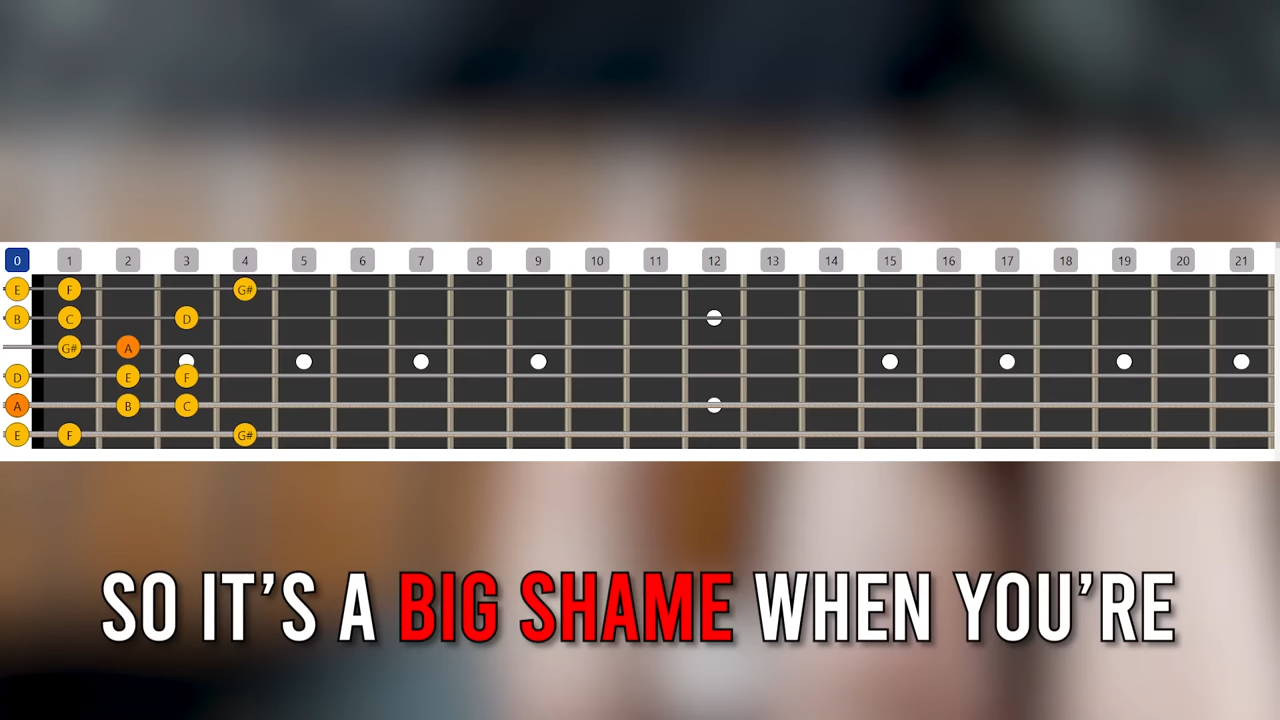 0 1 2 3 4 5 6 7 8 9 10 11 12 13 14 15 16 17 18 19 20 21
E F G#
B C D
G# A
D E F
A B C
E F G#
SO IT'S A BIG SHAME WHEN YOU'RE